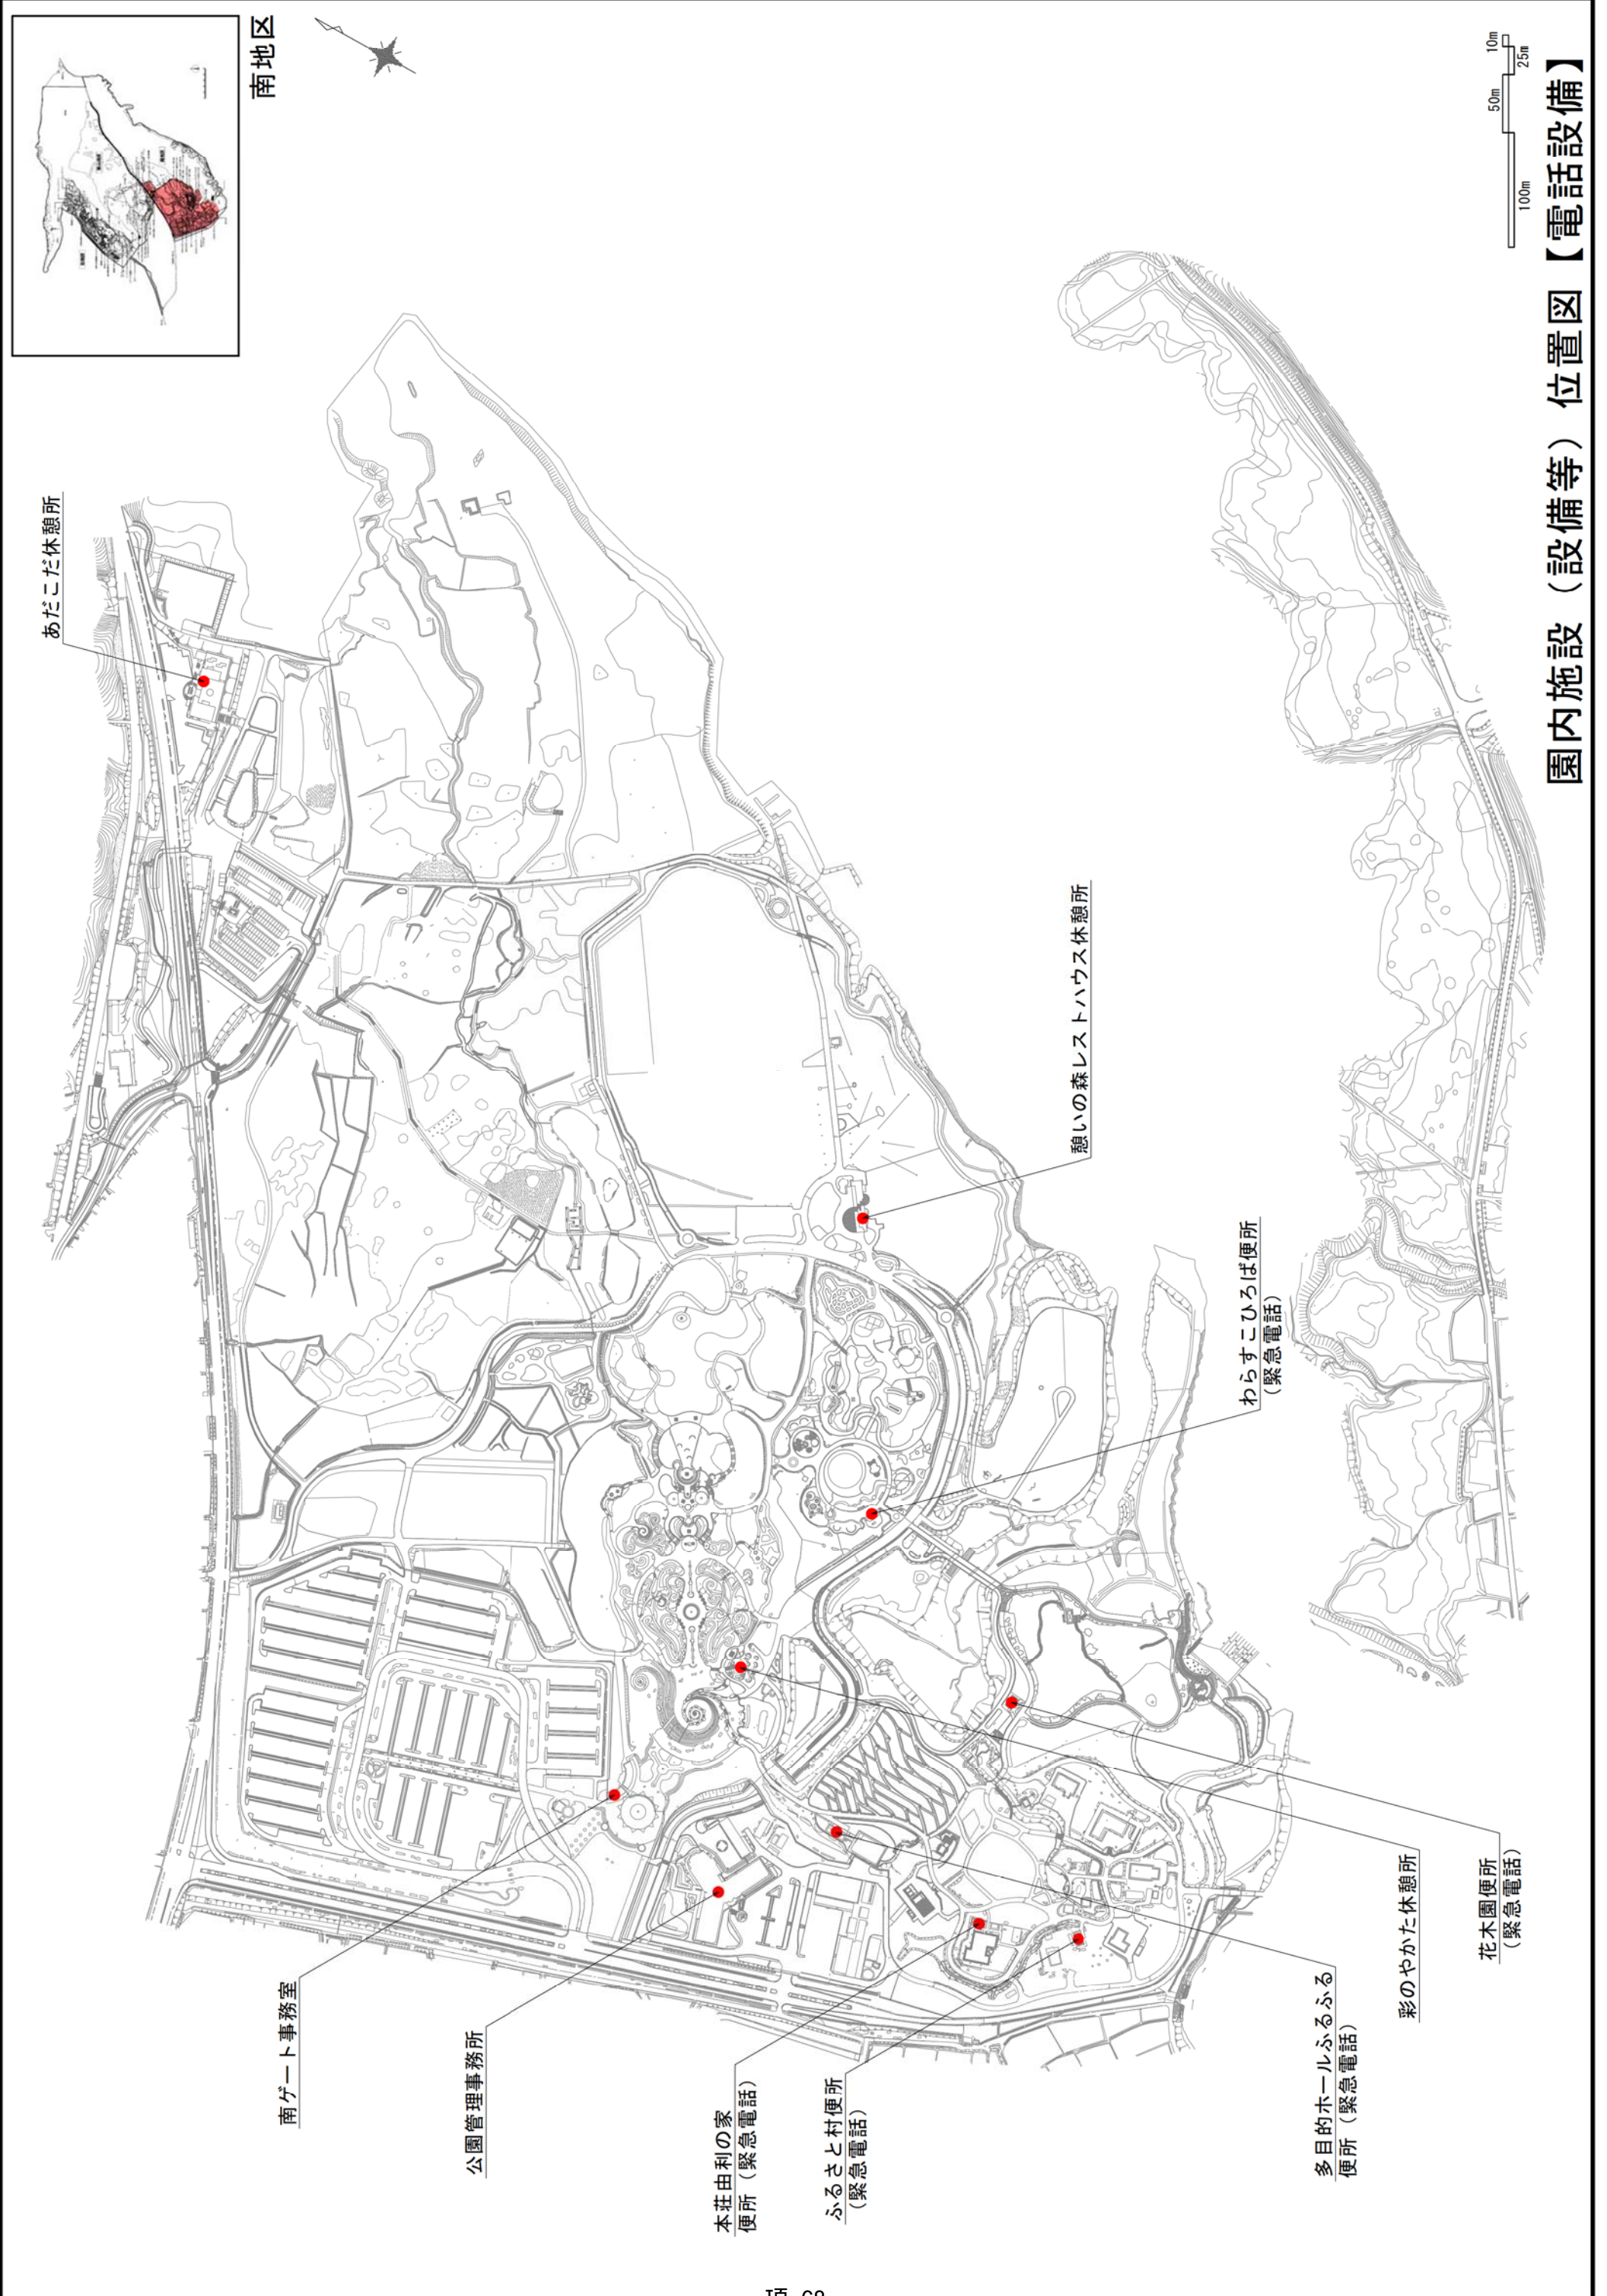 園内施設（設備等）位置図【電話設備】
南地区
10m
25m
50m
100m
あだこだ休憩所
憩いの森レストハウス休憩所
わらすこひろば便所
（緊急電話）
南ゲート事務室
公園管理事務所
本荘由利の家
便所（緊急電話）
ふるさと村便所
（緊急電話）
多目的ホールふるふる
便所（緊急電話）
彩のやかた休憩所
花木園便所
（緊急電話）